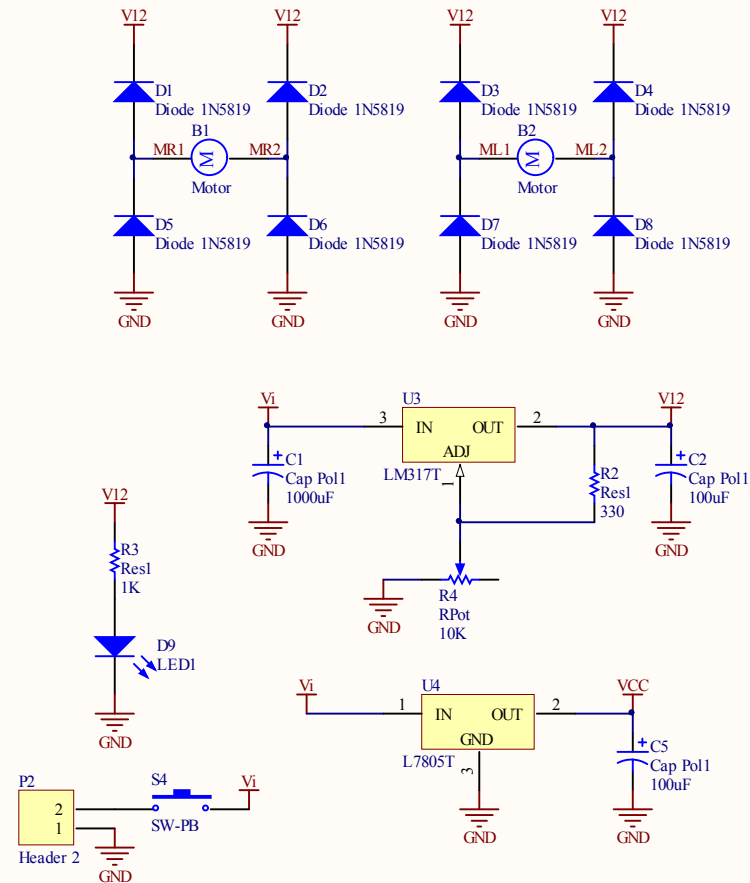 V12
V12
V12
V12
D1
Diode 1N5819
D2
Diode 1N5819
D3
Diode 1N5819
D4
Diode 1N5819
B1
MR1
M
MR2
Motor
B2
ML1
M
ML2
Motor
D5
Diode 1N5819
D6
Diode 1N5819
D7
Diode 1N5819
D8
Diode 1N5819
GND
GND
GND
GND
Vi
U3
V12
3
IN
OUT
2
ADJ
LM317T
1
C1
Cap Pol1
1000uF
GND
R2
Res1
330
C2
Cap Pol1
100uF
GND
V12
R3
Res1
1K
D9
LED1
GND
GND
R4
RPot
10K
Vi
U4
VCC
1
IN
OUT
2
GND
L7805T
3
C5
Cap Pol1
100uF
GND
GND
P2
2
1
Header 2
S4
SW-PB
Vi
GND